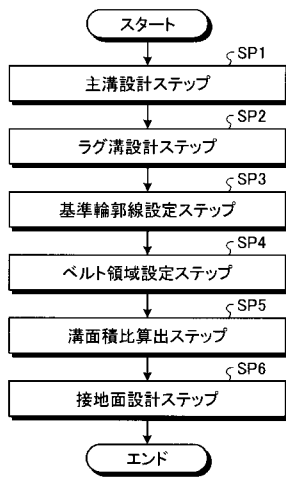 スタート
SP1
主溝設計ステップ
SP2
ラグ溝設計ステップ
SP3
基準輪郭線設定ステップ
SP4
ベルト領域設定ステップ
SP5
溝面積比算出ステップ
SP6
接地面設計ステップ
エンド